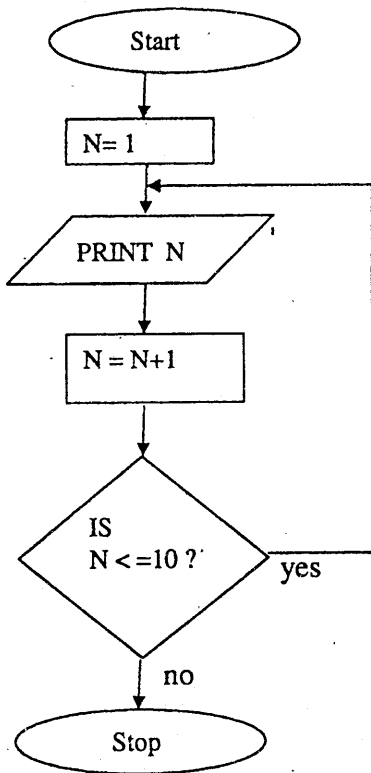 Start
N= 1
PRINT N
N = N+1
IS
N < =10 ?
yes
no
Stop